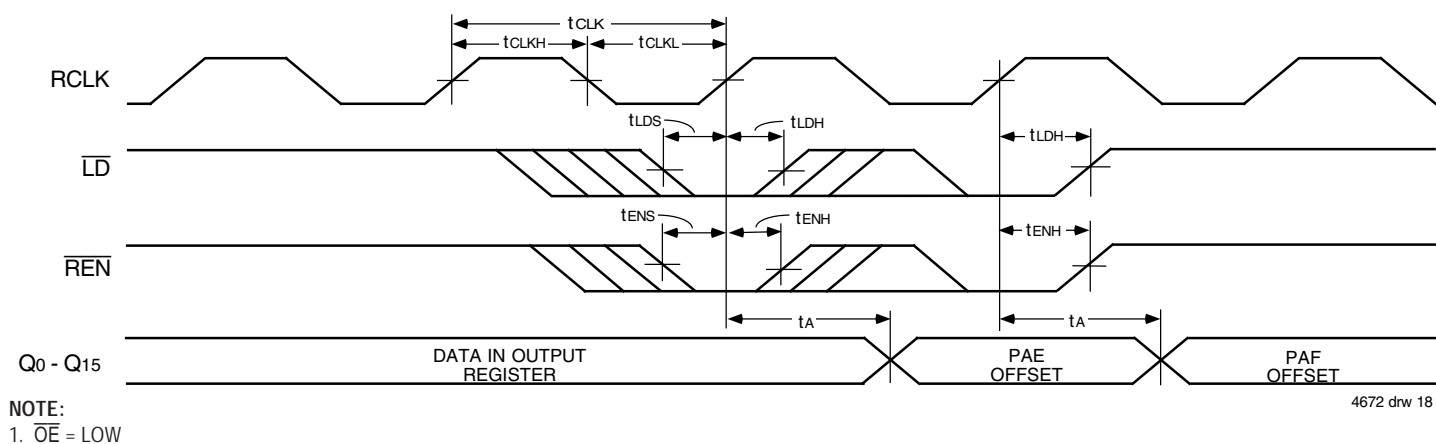 tCLK
tCLKH
tCLKL
RCLK
tLDS
tLDH
tLDH
LD
tENS
tENH
tENH
REN
tA
tA
Q0 - Q15
DATA IN OUTPUT
REGISTER
PAE
OFFSET
PAF
OFFSET
4672 drw 18
NOTE:
1. OE = LOW